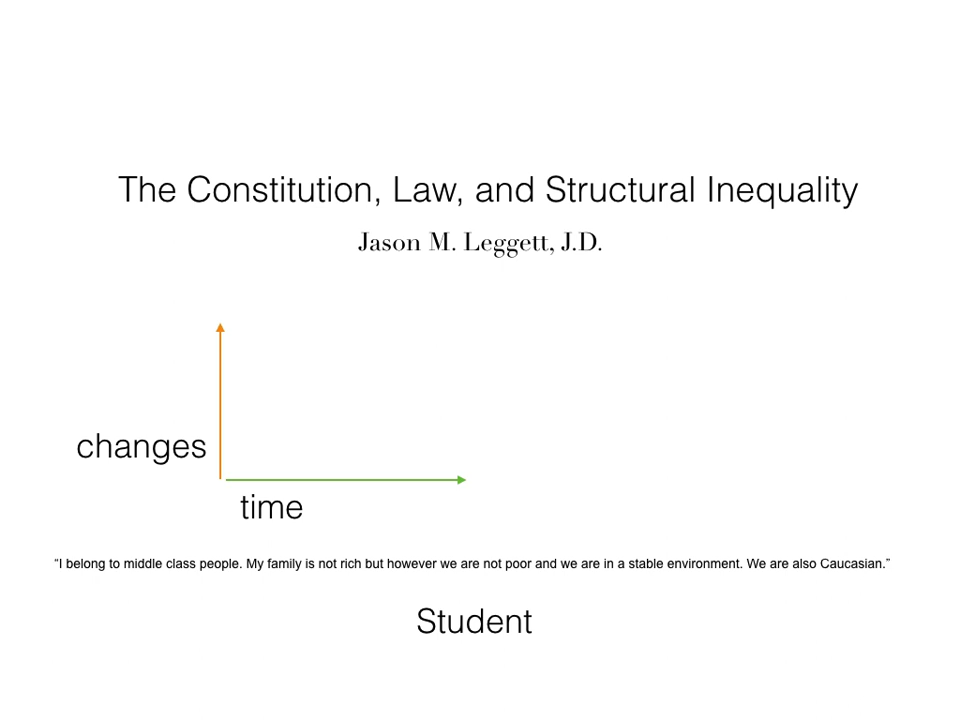 The Constitution, Law, and Structural Inequality
Jason M. Leggett, J.D.
changes
time
“I belong to middle class people. My family is not rich but however we are not poor and we are in a stable environment. We are also Caucasian.”
Student